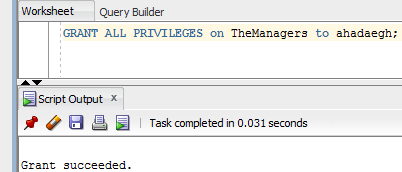 Worksheet Query Builder
GRANT ALL PRIVILEGES on TheManagers to ahadaegh;
Script Output x
Task completed in 0.031 seconds
Grant succeeded.